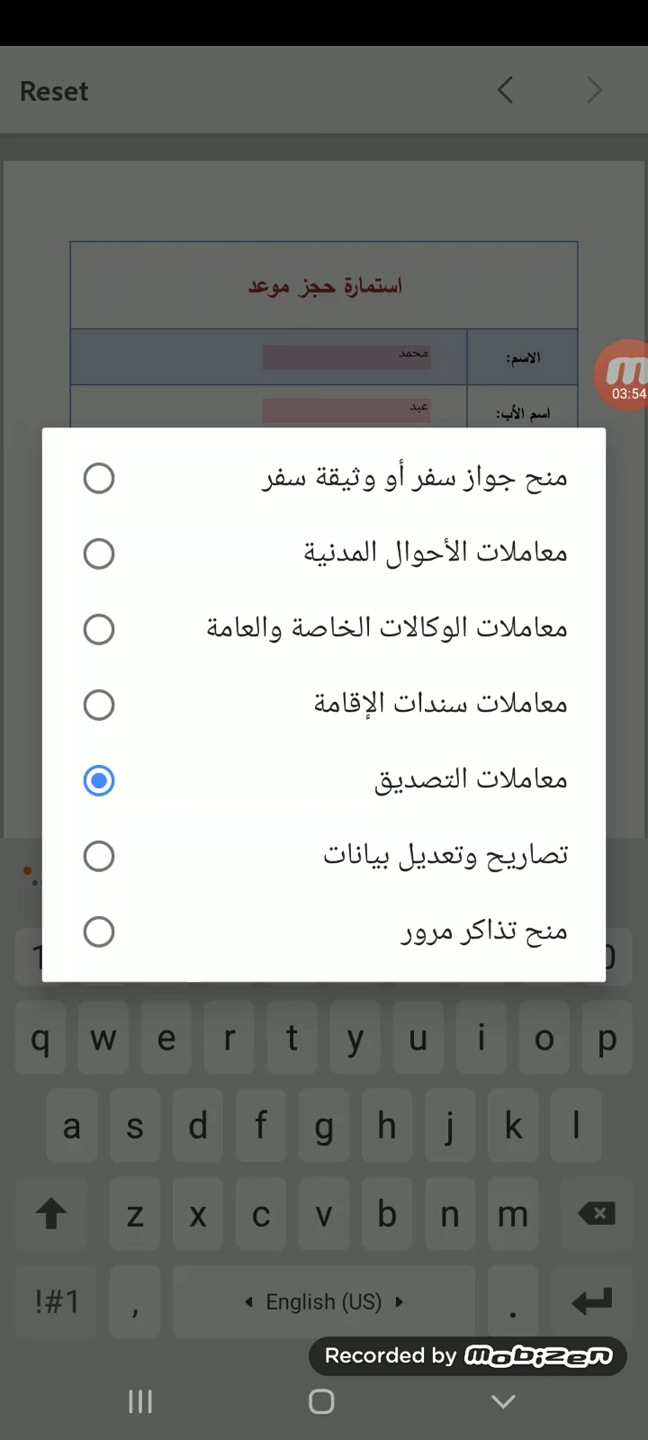 Reset
استمارة حجز موعد
الاسم: محمد
اسم الأب: عبد
03:54
منح جواز سفر أو وثيقة سفر
معاملات الأحوال المدنية
معاملات الوكالات الخاصة والعامة
معاملات سندات الإقامة
معاملات التصديق
تصاريح وتعديل بيانات
منح تذاكر مرور
1 0
q w e r t y u i o p
a s d f g h j k l
z x c v b n m
!#1 , English (US) .
Recorded by mobizen